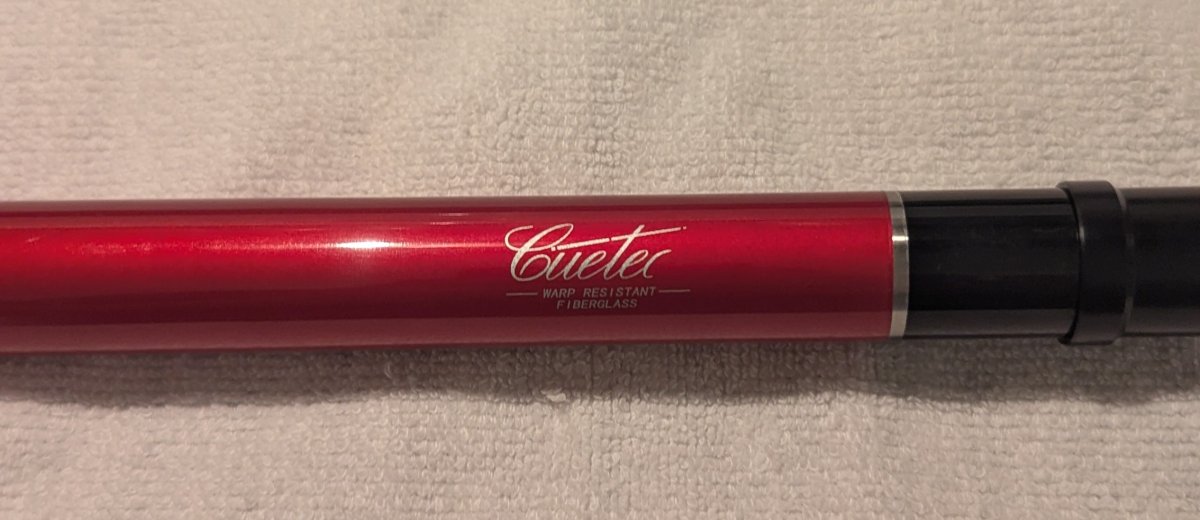 Cuetec
WARP RESISTANT
FIBERGLASS